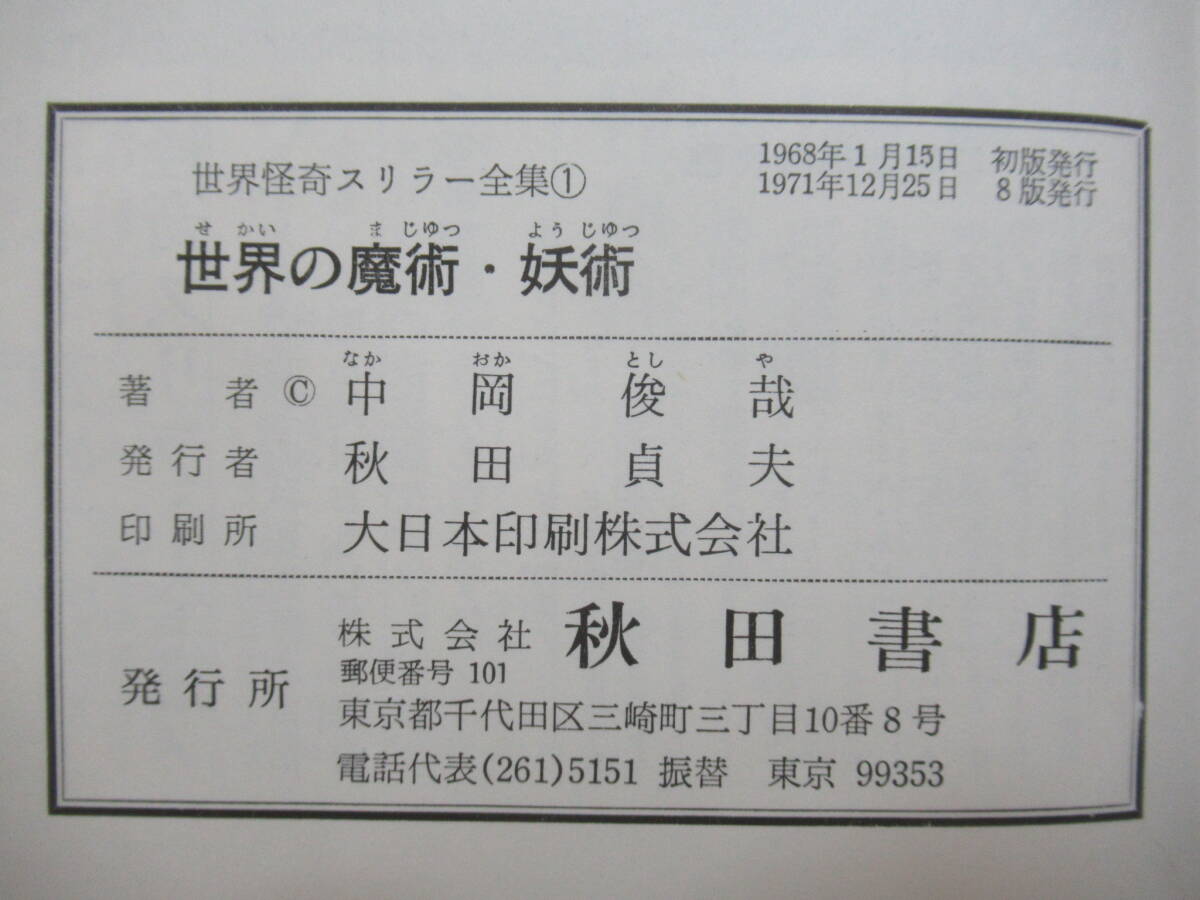 1968年1月15日 初版発行
1971年12月25日 8版発行
世界怪奇スリラー全集①
せ かい ま じゆつ よう じゆつ
世界の魔術・妖術
なか おか とし や
著者 © 中岡俊哉
発行者 秋田貞夫
印刷所 大日本印刷株式会社
発行所 株式会社 秋田書店
郵便番号 101
東京都千代田区三崎町三丁目10番8号
電話代表(261)5151 振替 東京 99353